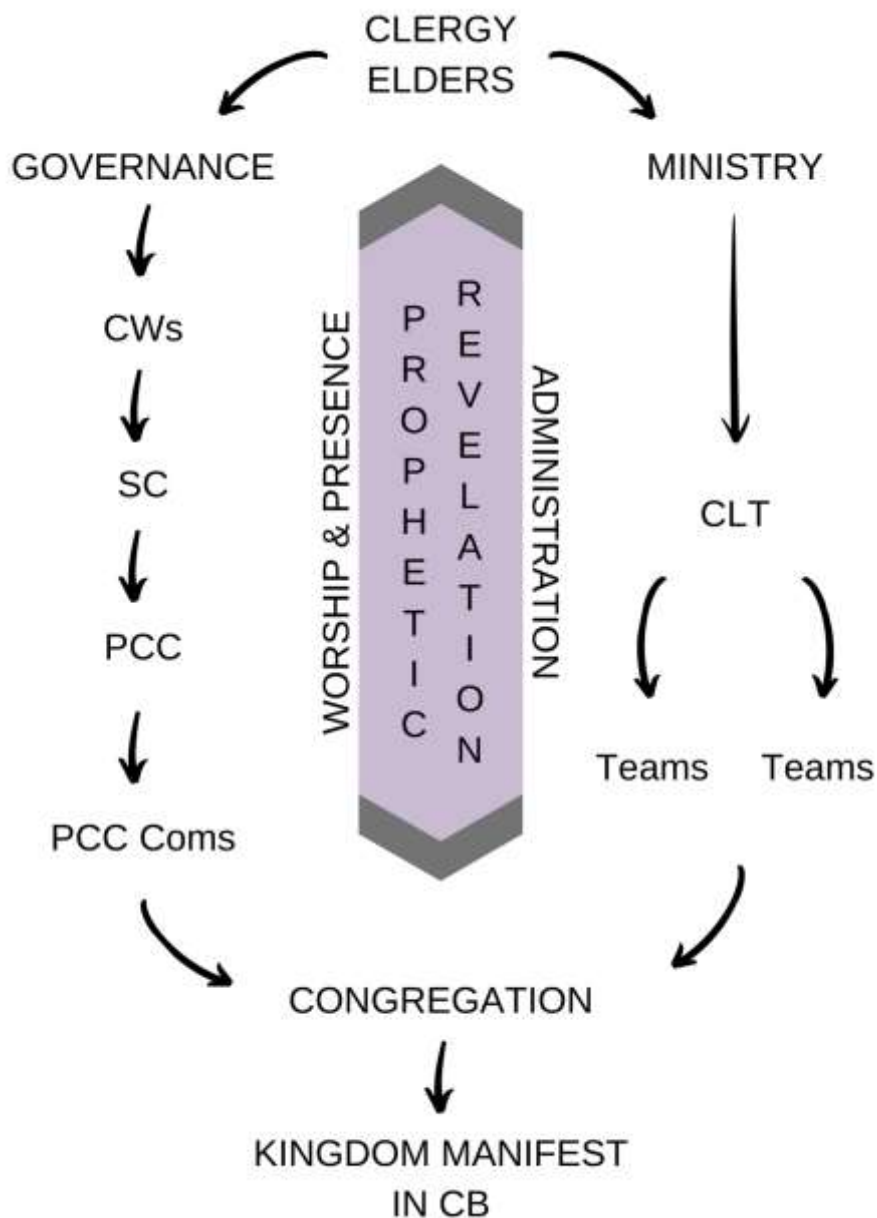 CLERGY
ELDERS
GOVERNANCE
MINISTRY
CWs
SC
PCC
PCC Coms
WORSHIP & PRESENCE
PROPHETIC
REVELATION
ADMINISTRATION
CLT
Teams
Teams
CONGREGATION
KINGDOM MANIFEST
IN CB